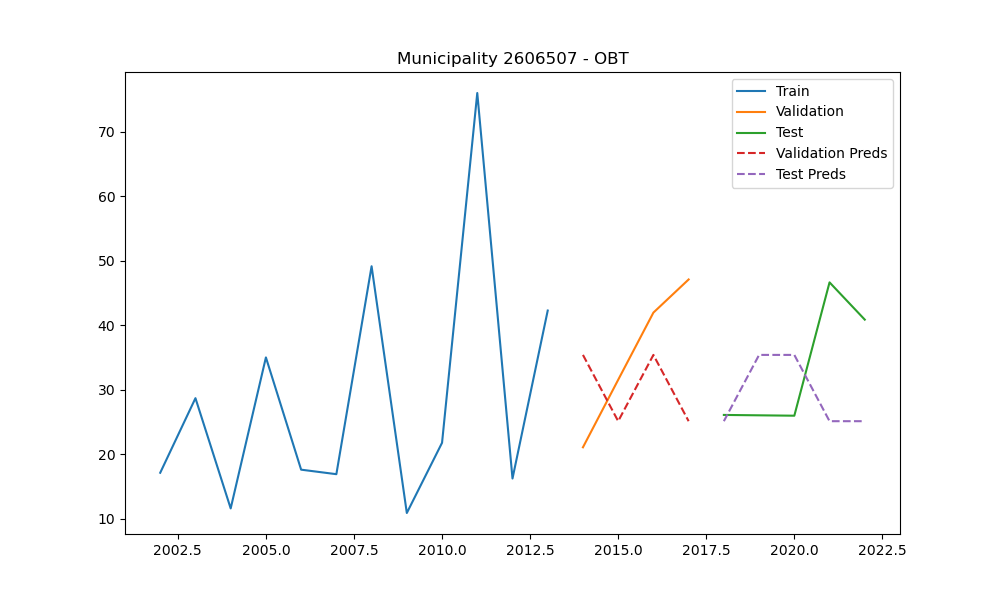 Municipality 2606507 - OBT
Train
Validation
Test
Validation Preds
Test Preds
70
60
50
40
30
20
10
2002.5 2005.0 2007.5 2010.0 2012.5 2015.0 2017.5 2020.0 2022.5